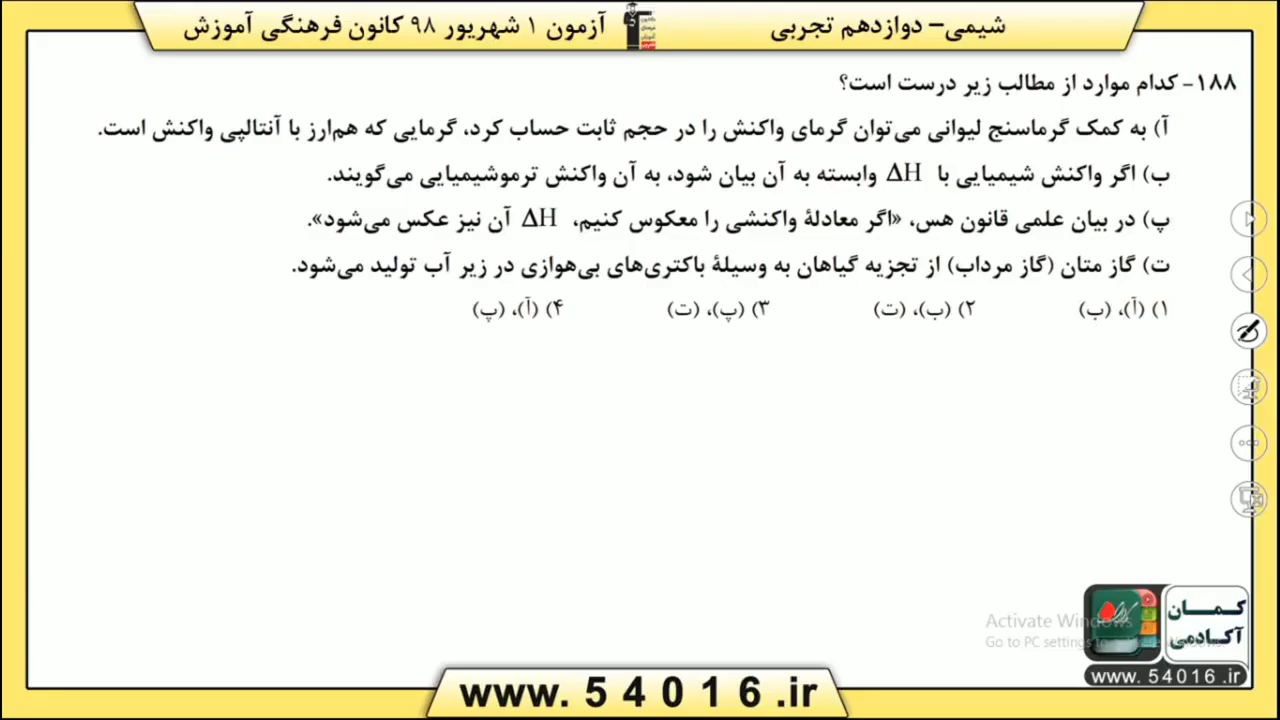 شیمی– دوازدهم تجربی
آزمون ۱ شهریور ۹۸ کانون فرهنگی آموزش
۱۸۸- کدام موارد از مطالب زیر درست است؟
آ) به کمک گرماسنج لیوانی می‌توان گرمای واکنش را در حجم ثابت حساب کرد، گرمایی که هم‌ارز با آنتالپی واکنش است.
ب) اگر واکنش شیمیایی با ΔH وابسته به آن بیان شود، به آن واکنش ترموشیمیایی می‌گویند.
پ) در بیان علمی قانون هس، «اگر معادلهٔ واکنشی را معکوس کنیم، ΔH آن نیز عکس می‌شود».
ت) گاز متان (گاز مرداب) از تجزیه گیاهان به وسیلهٔ باکتری‌های بی‌هوازی در زیر آب تولید می‌شود.
۱) (آ)، (ب) ۲) (ب)، (ت) ۳) (پ)، (ت) ۴) (آ)، (پ)
Activate Windows
Go to PC settings to
کمان
آکادمی
www. 54016 .ir
www. 54016 .ir